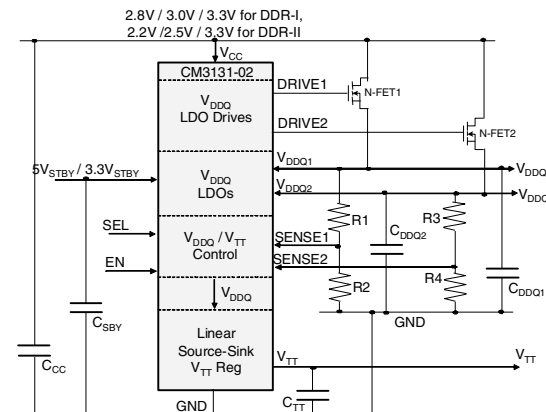 2.8V / 3.0V / 3.3V for DDR-I,
2.2V /2.5V / 3.3V for DDR-II
VCC
CM3131-02
DRIVE1
N-FET1
VDDQ
LDO Drives
DRIVE2
N-FET2
VDDQ1
VDDQ
5VSTBY / 3.3VSTBY
VDDQ
LDOs
VDDQ2
VDDQ
R1
R3
SEL
CDDQ2
VDDQ / VTT
Control
SENSE1
EN
SENSE2
R2
R4
CDDQ1
VDDQ
CSBY
GND
Linear
Source-Sink
VTT Reg
VTT
VTT
CCC
GND
CTT